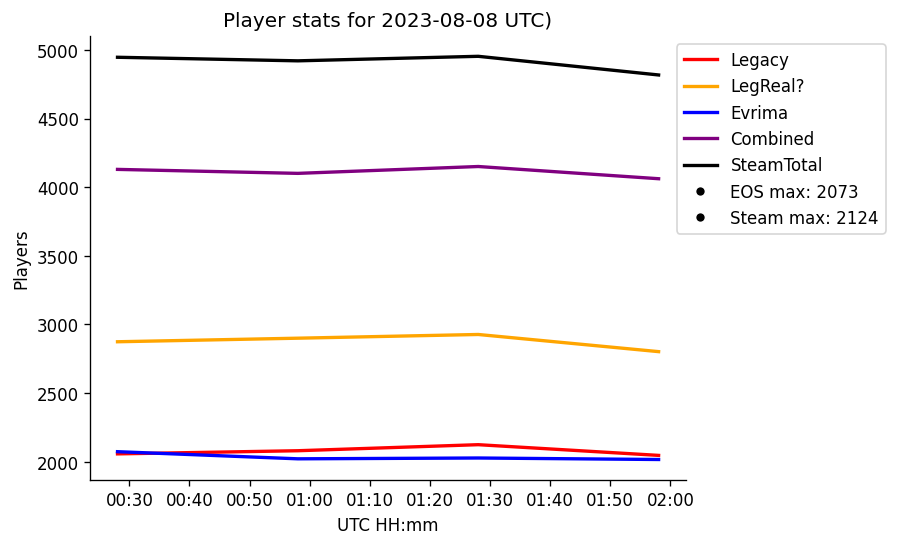 Player stats for 2023-08-08 UTC)
5000
4500
4000
3500
3000
2500
2000
Players
00:30 00:40 00:50 01:00 01:10 01:20 01:30 01:40 01:50 02:00
UTC HH:mm
Legacy
LegReal?
Evrima
Combined
SteamTotal
EOS max: 2073
Steam max: 2124